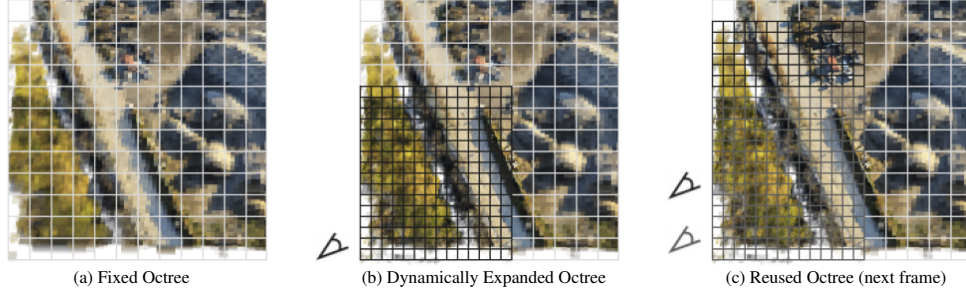 (a) Fixed Octree
(b) Dynamically Expanded Octree
(c) Reused Octree (next frame)